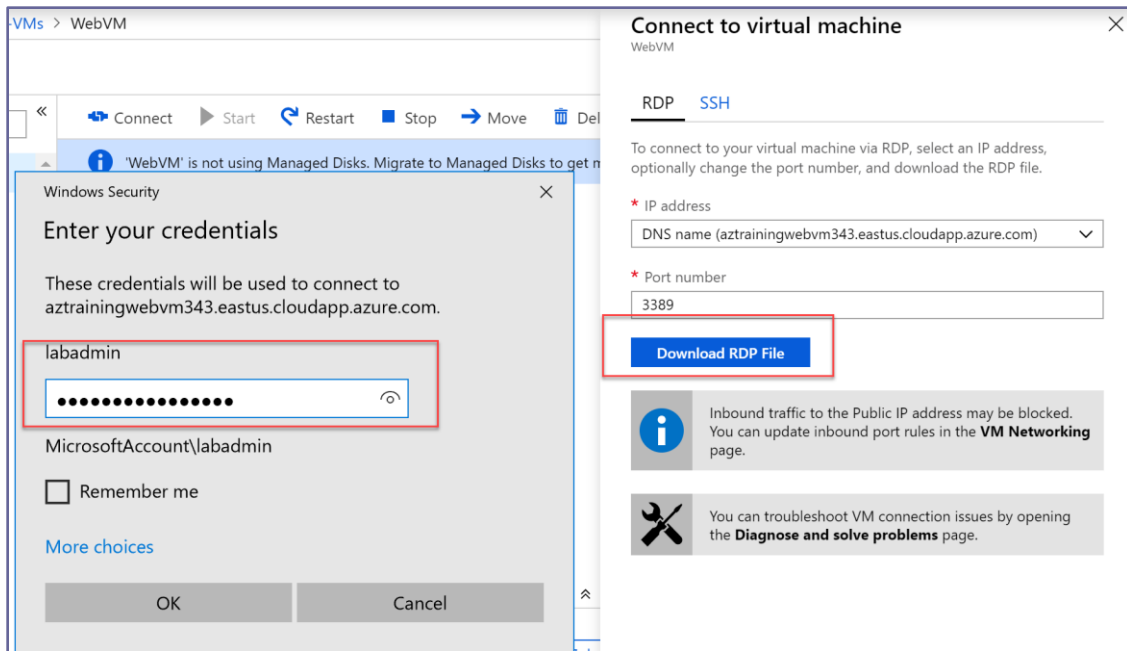 -VMs > WebVM
Connect Start Restart Stop Move
'WebVM' is not using Managed Disks. Migrate to Managed Disks to get
Windows Security
Enter your credentials
These credentials will be used to connect to
aztrainingwebvm343.eastus.cloudapp.azure.com.
labadmin
••••••••••••••••
MicrosoftAccount\labadmin
Remember me
More choices
OK Cancel
Connect to virtual machine
WebVM
RDP SSH
To connect to your virtual machine via RDP, select an IP address,
optionally change the port number, and download the RDP file.
* IP address
DNS name (aztrainingwebvm343.eastus.cloudapp.azure.com)
* Port number
3389
Download RDP File
Inbound traffic to the Public IP address may be blocked.
You can update inbound port rules in the VM Networking
page.
You can troubleshoot VM connection issues by opening
the Diagnose and solve problems page.